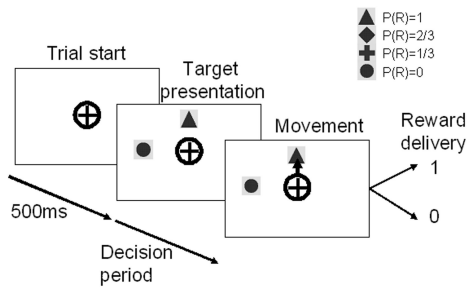 P(R)=1
P(R)=2/3
P(R)=1/3
P(R)=0
Trial start
Target
presentation
Movement
Reward
delivery
1
0
500ms
Decision
period